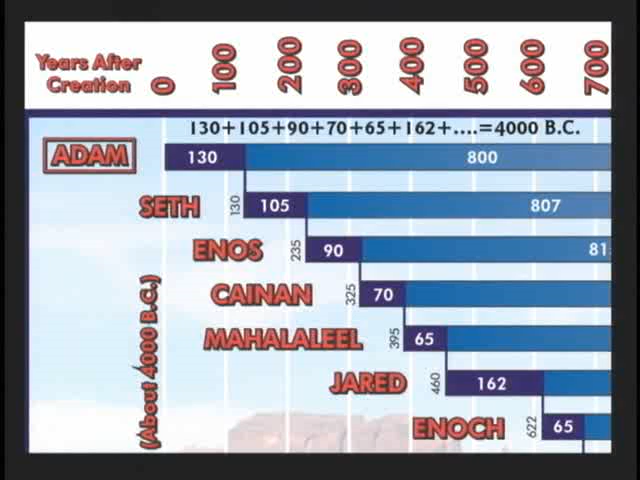 Years After
Creation
0 100 200 300 400 500 600 700
130+105+90+70+65+162+....=4000 B.C.
ADAM 130 800
SETH 130 105 807
ENOS 235 90 81
CAINAN 325 70
MAHALALEEL 395 65
JARED 460 162
ENOCH 622 65
(About 4000 B.C.)